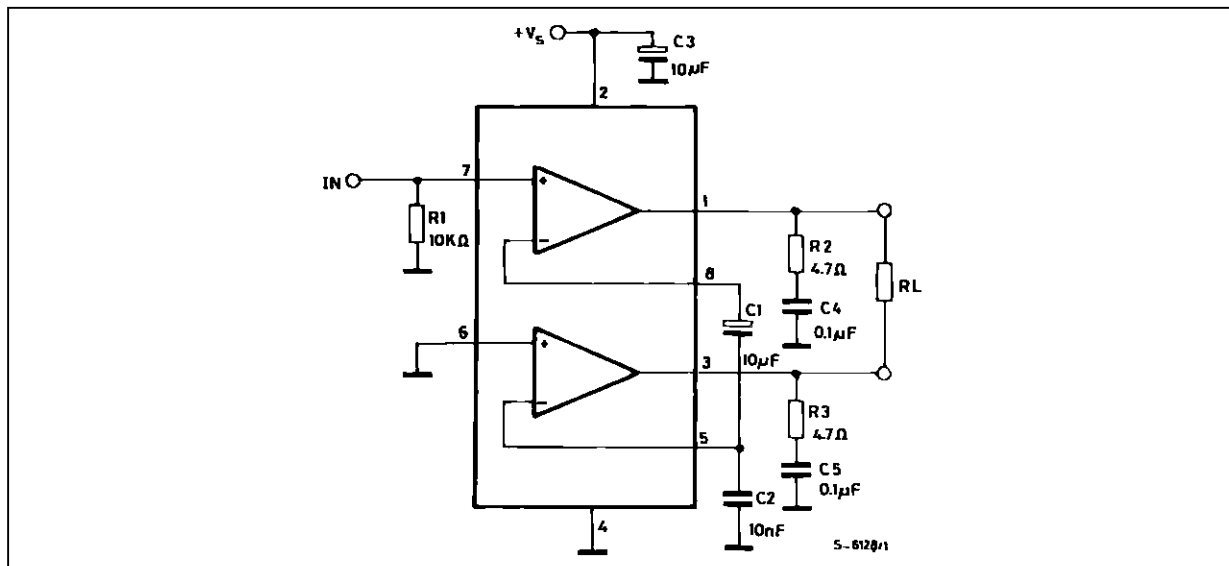 +Vs
C3
10µF
2
IN
7
+
−
1
R1
10KΩ
R2
4.7Ω
C4
0.1µF
RL
8
C1
10µF
6
+
−
3
R3
4.7Ω
5
C5
0.1µF
C2
10nF
4